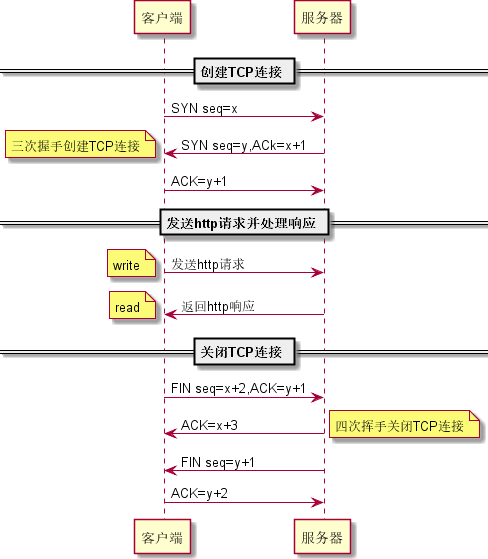 客户端
服务器
创建TCP连接
SYN seq=x
三次握手创建TCP连接
SYN seq=y,ACk=x+1
ACK=y+1
发送http请求并处理响应
write
发送http请求
read
返回http响应
关闭TCP连接
FIN seq=x+2,ACK=y+1
ACK=x+3
四次挥手关闭TCP连接
FIN seq=y+1
ACK=y+2
客户端
服务器